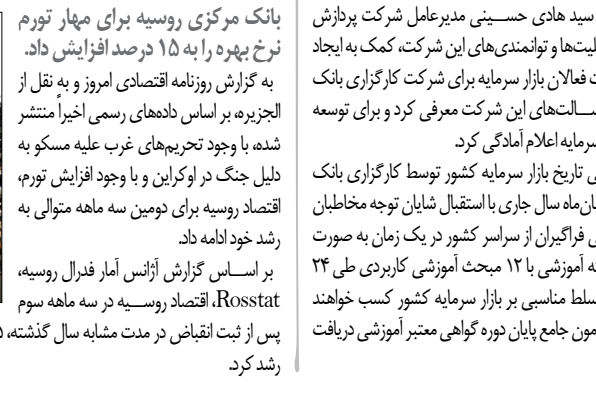 سید هادی حسینی مدیرعامل شرکت پردازش
لیت‌ها و توانمندی‌های این شرکت، کمک به ایجاد
ت فعالان بازار سرمایه برای شرکت کارگزاری بانک
سالت‌های این شرکت معرفی کرد و برای توسعه
سرمایه اعلام آمادگی کرد.
ی تاریخ بازار سرمایه کشور توسط کارگزاری بانک
ان‌ماه سال جاری با استقبال شایان توجه مخاطبان
ی فراگیران از سراسر کشور در یک زمان به صورت
ه آموزشی با ۱۲ مبحث آموزشی کاربردی طی ۲۴
سلط مناسبی بر بازار سرمایه کشور کسب خواهند
مون جامع پایان دوره گواهی معتبر آموزشی دریافت
بانک مرکزی روسیه برای مهار تورم
نرخ بهره را به ۱۵ درصد افزایش داد.
به گزارش روزنامه اقتصادی امروز و به نقل از
الجزیره، بر اساس داده‌های رسمی اخیراً منتشر
شده، با وجود تحریم‌های غرب علیه مسکو به
دلیل جنگ در اوکراین و با وجود افزایش تورم،
اقتصاد روسیه برای دومین سه ماهه متوالی به
رشد خود ادامه داد.
بر اساس گزارش آژانس آمار فدرال روسیه،
Rosstat، اقتصاد روسیه در سه ماهه سوم
پس از ثبت انقباض در مدت مشابه سال گذشته، ۵
رشد کرد.